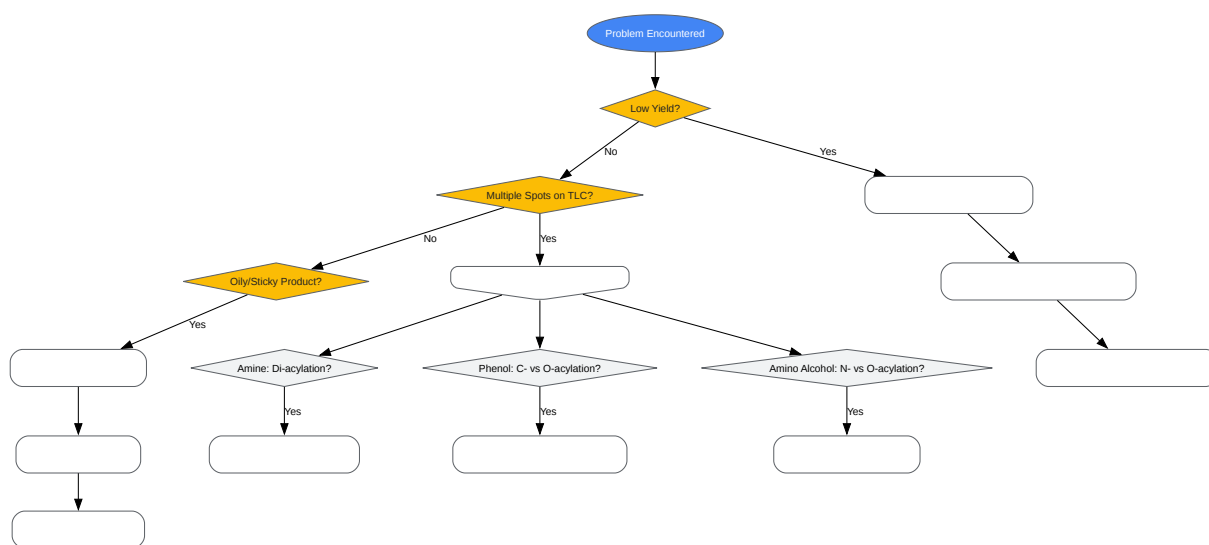 Problem Encountered
Low Yield?
No
Yes
Multiple Spots on TLC?
No
Yes
Oily/Sticky Product?
Yes
Amine: Di-acylation?
Phenol: C- vs O-acylation?
Amino Alcohol: N- vs O-acylation?
Yes
Yes
Yes